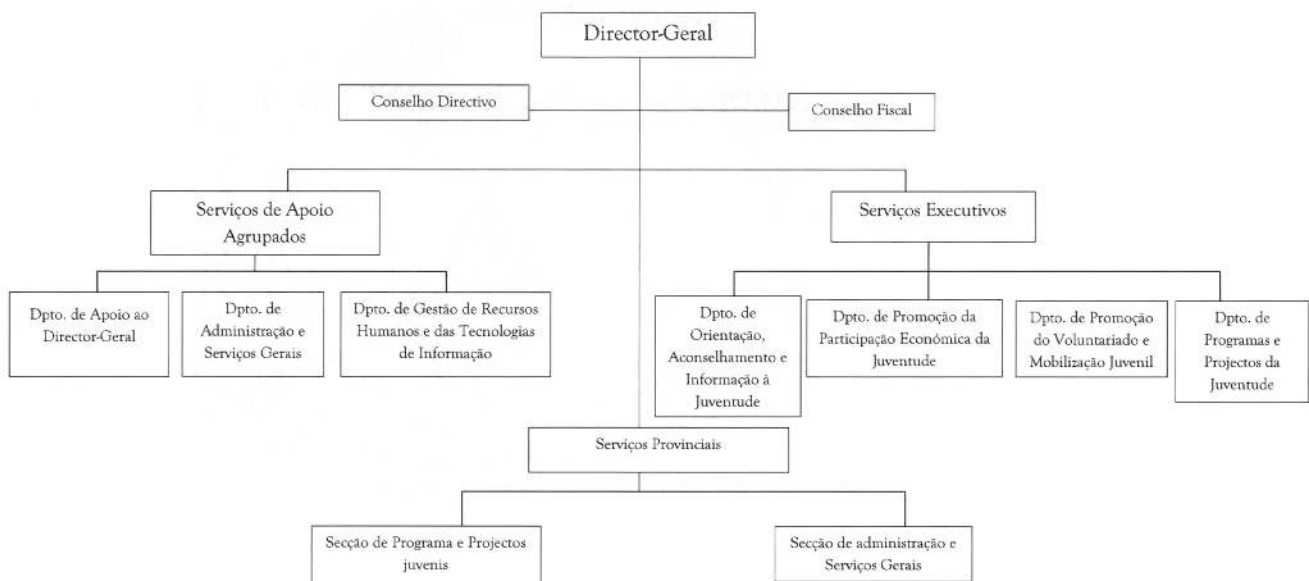 Director-Geral
Conselho Directivo
Conselho Fiscal
Serviços de Apoio
Agrupados
Serviços Executivos
Dpto. de Apoio ao
Director-Geral
Dpto. de
Administração e
Serviços Gerais
Dpto. de Gestão de Recursos
Humanos e das Tecnologias
de Informação
Dpto. de
Orientação,
Aconselhamento e
Informação à
Juventude
Dpto. de Promoção da
Participação Económica da
Juventude
Dpto. de Promoção
do Voluntariado e
Mobilização Juvenil
Dpto. de
Programas e
Projectos da
Juventude
Serviços Provinciais
Secção de Programa e Projectos
juvenis
Secção de administração e
Serviços Gerais